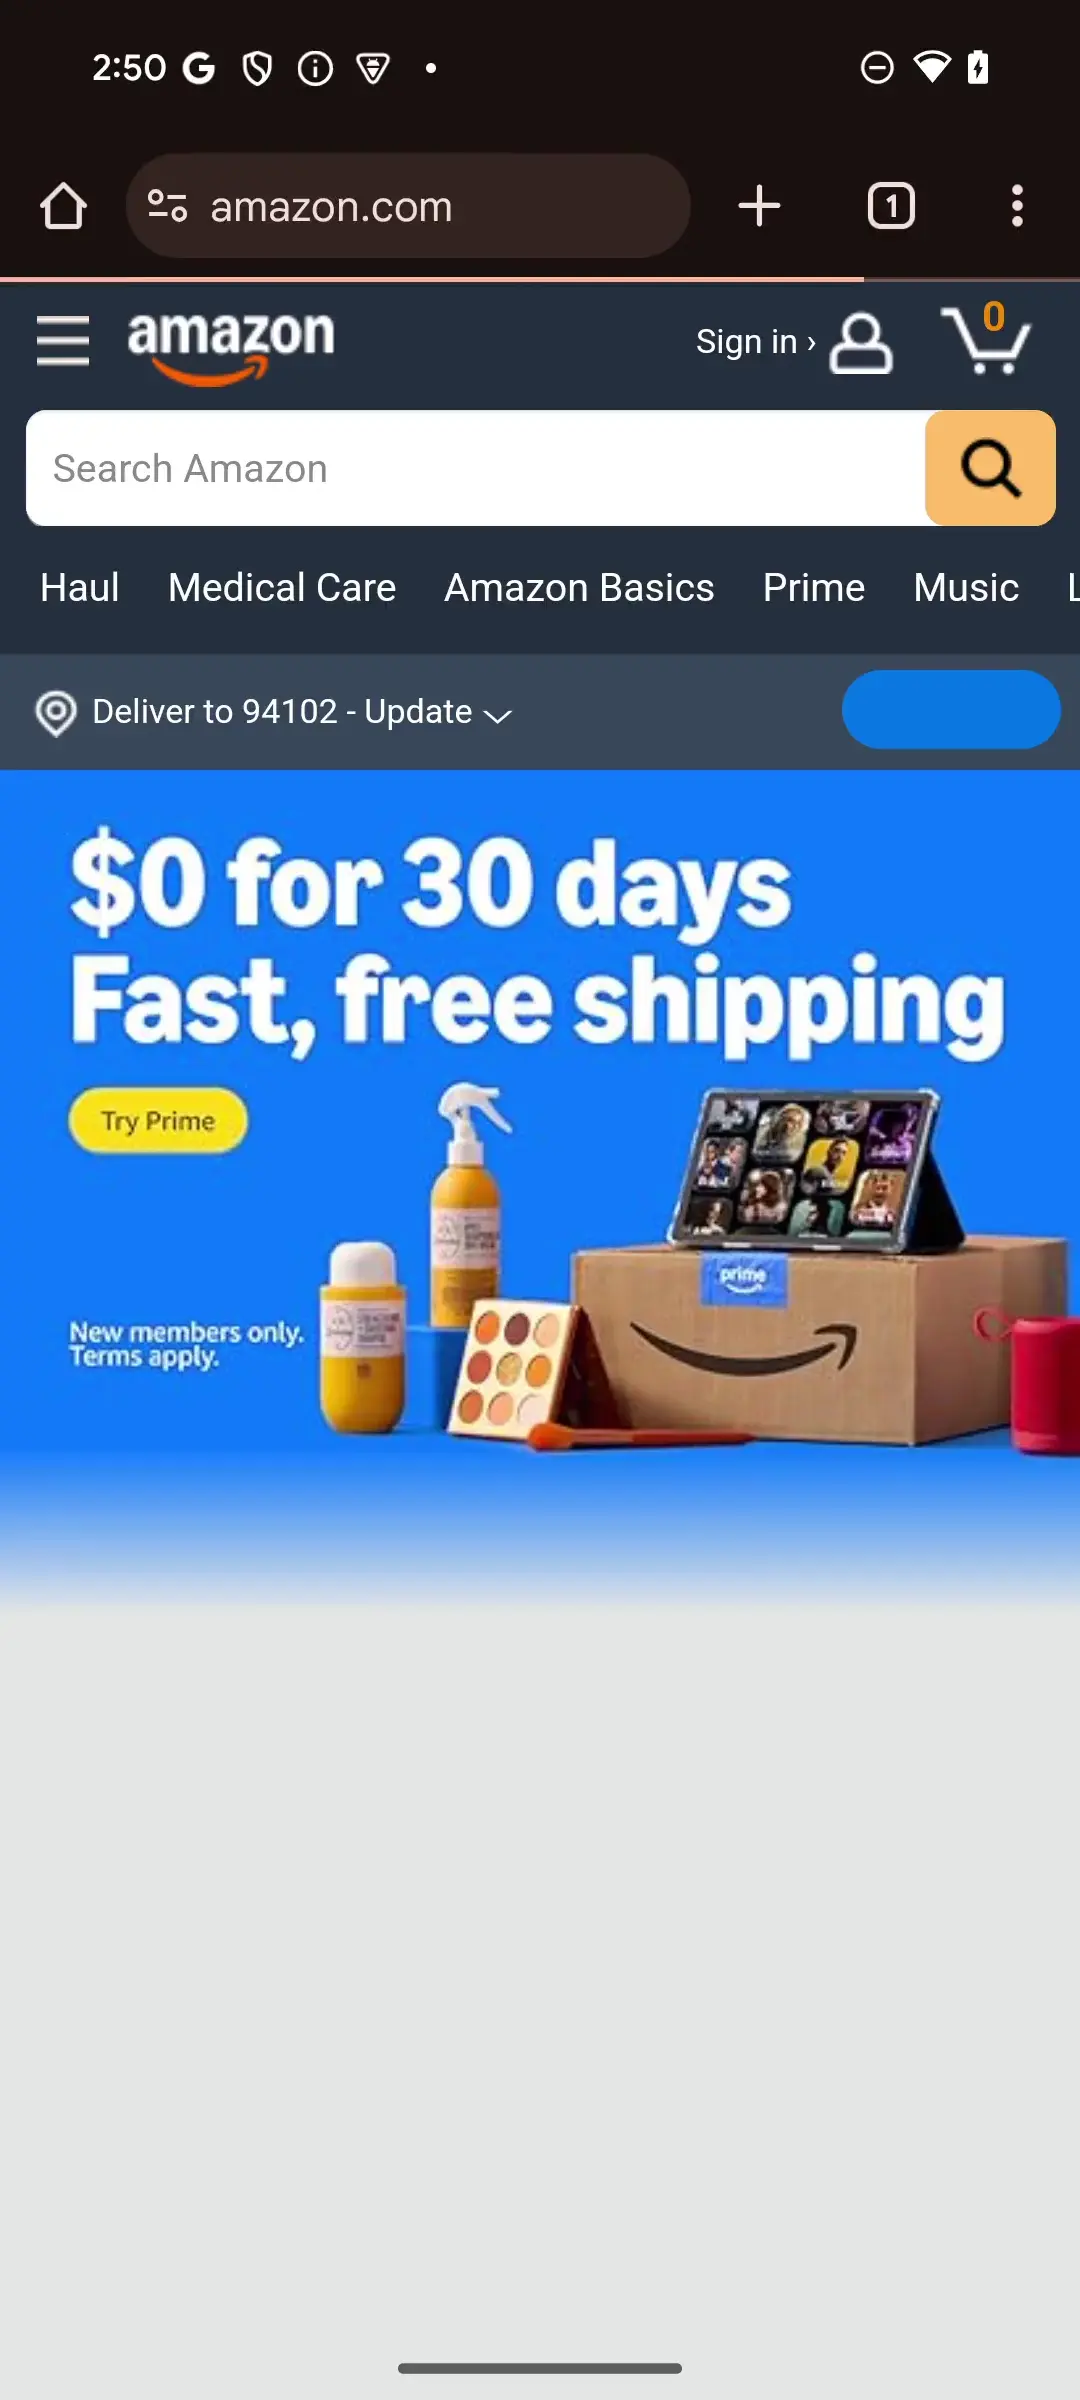 2:50
amazon.com
1
amazon
Sign in ›
0
Search Amazon
Haul Medical Care Amazon Basics Prime Music L
Deliver to 94102 - Update
$0 for 30 days
Fast, free shipping
Try Prime
prime
New members only.
Terms apply.